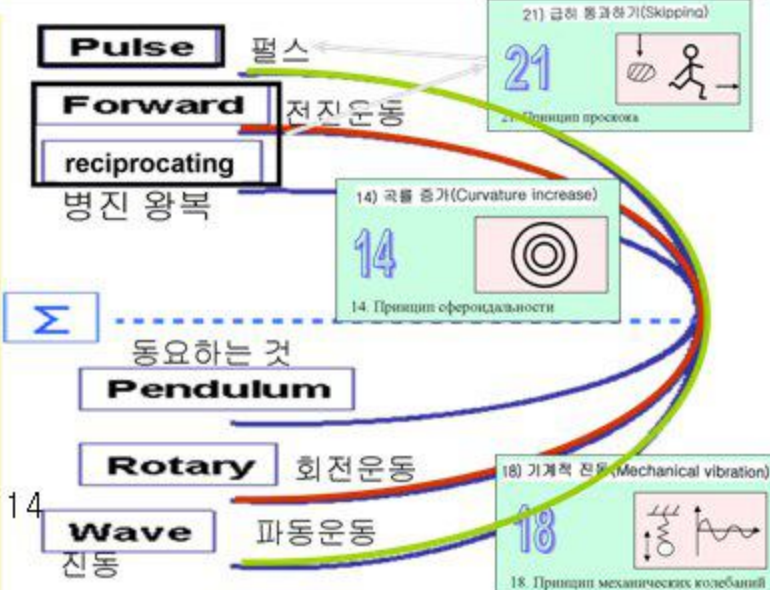 Pulse 펄스
21) 급히 통과하기(Skipping)
21
21. Принцип проскока
Forward 전진운동
reciprocating
병진 왕복
14) 곡률 증가(Curvature increase)
14
14. Принцип сфероидальности
Σ
동요하는 것
Pendulum
Rotary 회전운동
18) 기계적 진동(Mechanical vibration)
18
18. Принцип механических колебаний
14
Wave 파동운동
진동